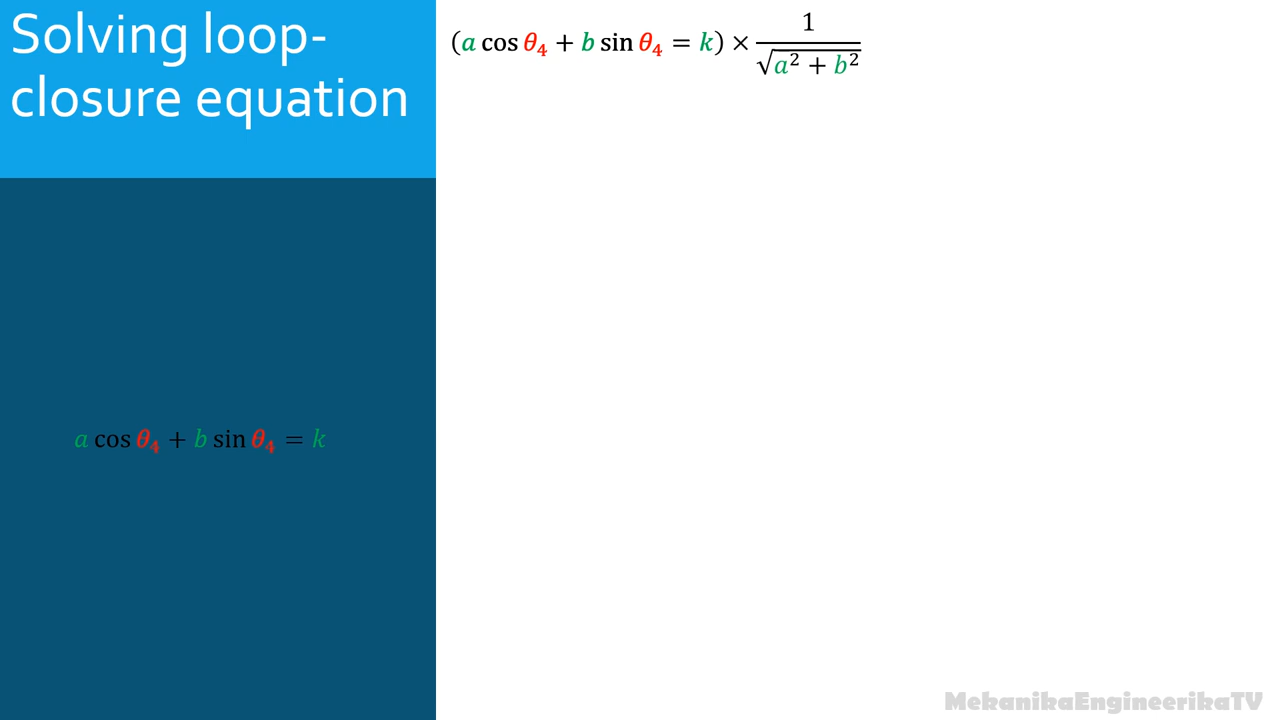 Solving loop-
closure equation
(a cos θ₄ + b sin θ₄ = k) × 1/√(a² + b²)
a cos θ₄ + b sin θ₄ = k
MekanikaEngineerikaTV